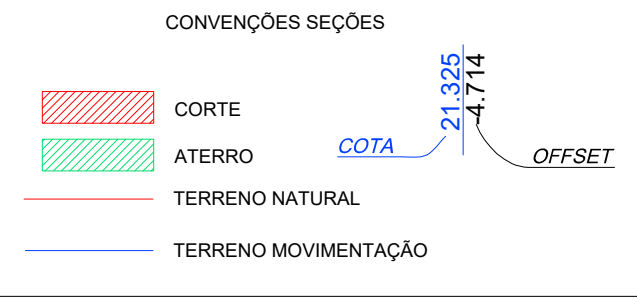 CONVENÇÕES SEÇÕES
CORTE
ATERRO
TERRENO NATURAL
TERRENO MOVIMENTAÇÃO
21.325
-4.714
COTA
OFFSET